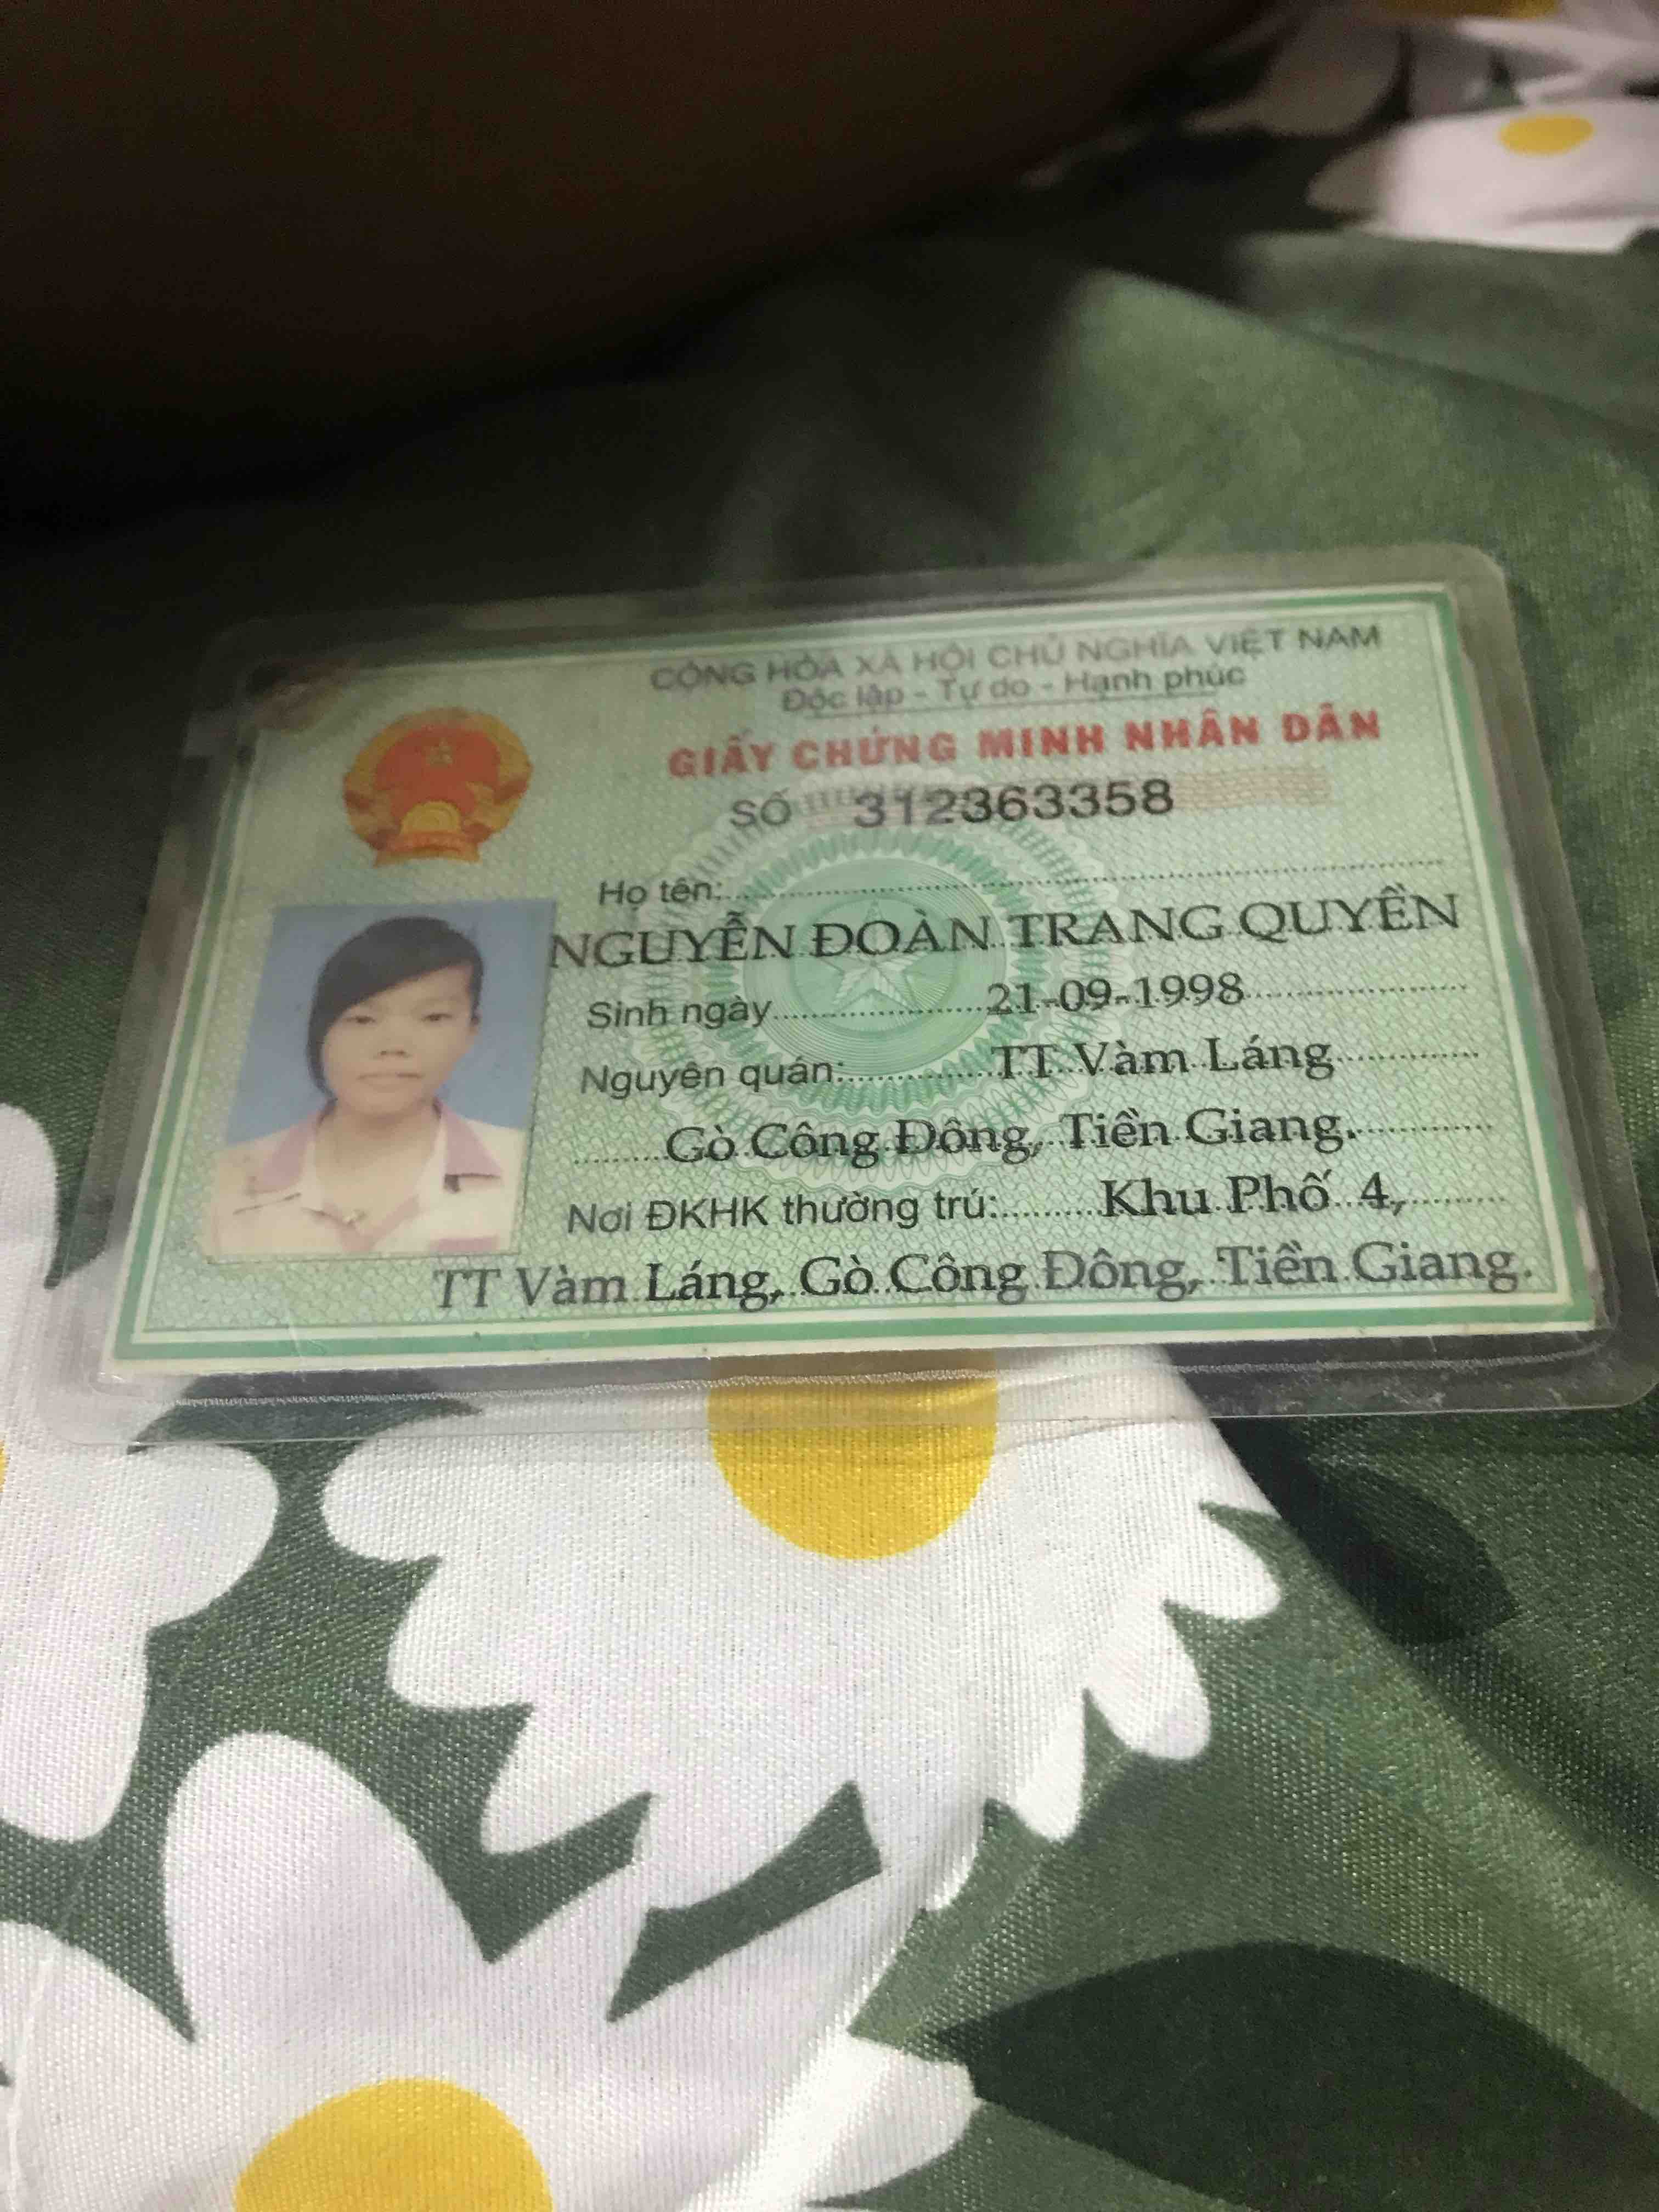 CỘNG HÒA XÃ HỘI CHỦ NGHĨA VIỆT NAM
Độc lập - Tự do - Hạnh phúc
GIẤY CHỨNG MINH NHÂN DÂN
SỐ 312363358
Họ tên:
NGUYỄN ĐOÀN TRANG QUYỀN
Sinh ngày 21-09-1998
Nguyên quán: TT Vàm Láng
Gò Công Đông, Tiền Giang.
Nơi ĐKHK thường trú: Khu Phố 4,
TT Vàm Láng, Gò Công Đông, Tiền Giang.